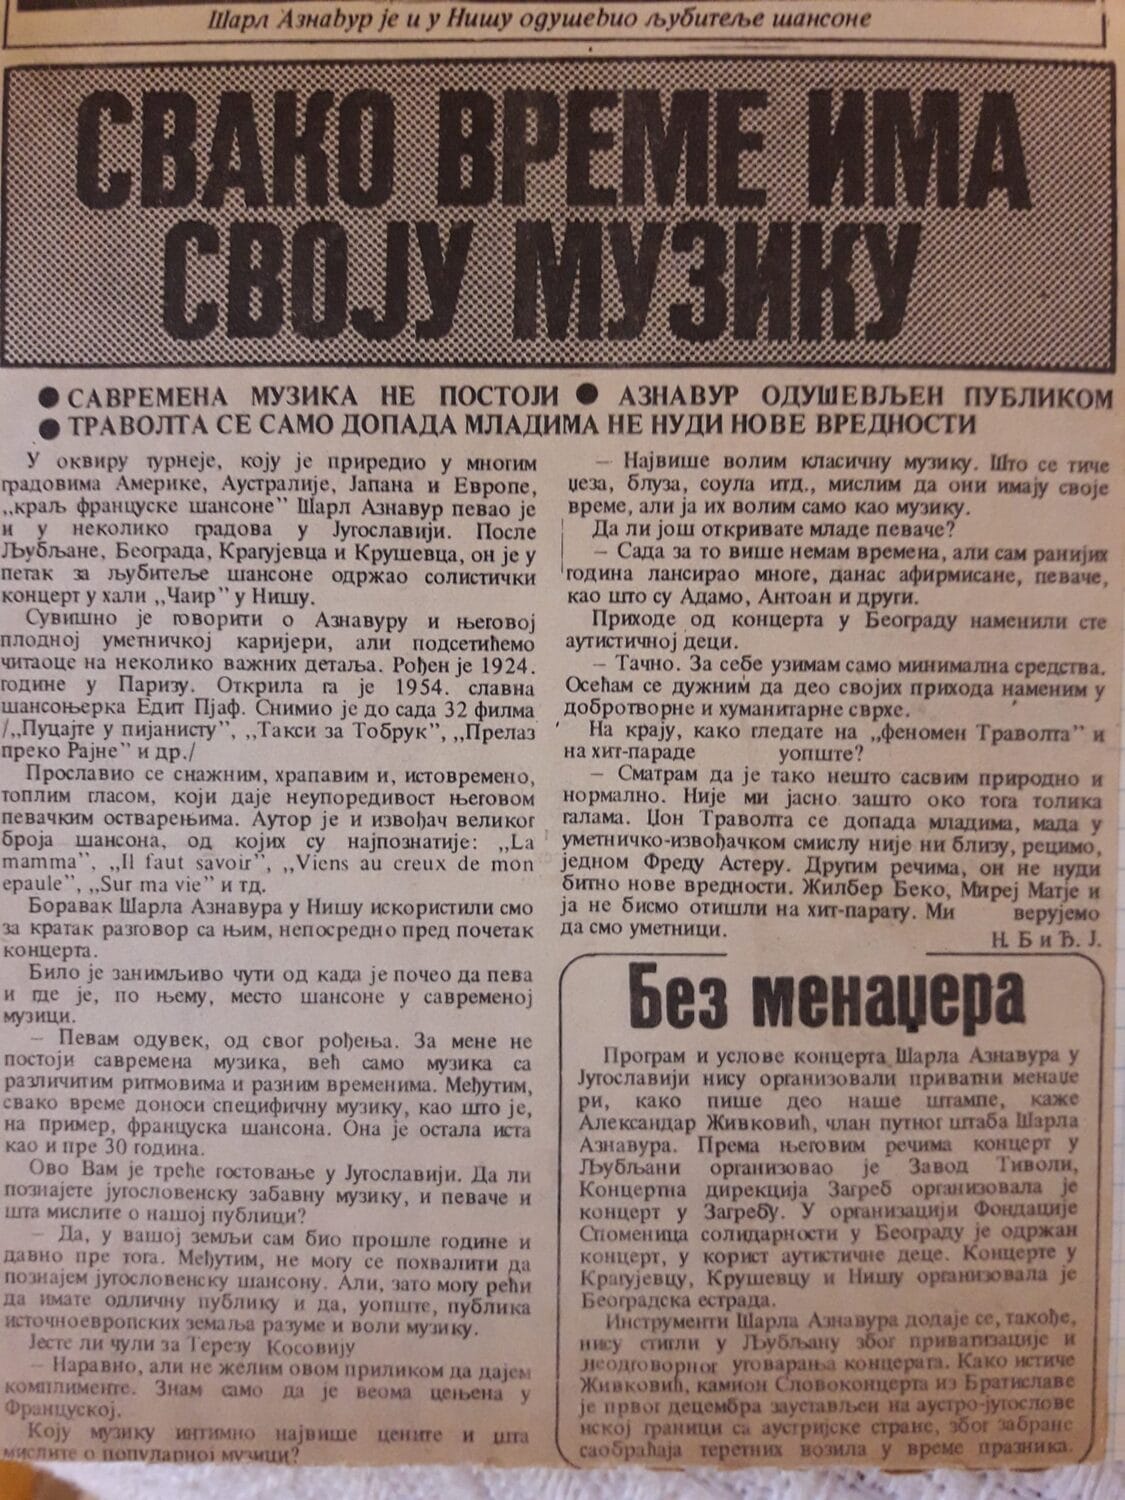 Шарл Азнавур је и у Нишу одушевио љубитеље шансоне
СВАКО ВРЕМЕ ИМА
СВОЈУ МУЗИКУ
● САВРЕМЕНА МУЗИКА НЕ ПОСТОЈИ ● АЗНАВУР ОДУШЕВЉЕН ПУБЛИКОМ
● ТРАВОЛТА СЕ САМО ДОПАДА МЛАДИМА НЕ НУДИ НОВЕ ВРЕДНОСТИ
У оквиру турнеје, коју је приредио у многим
градовима Америке, Аустралије, Јапана и Европе,
„краљ француске шансоне" Шарл Азнавур певао је
и у неколико градова у Југославији. После
Љубљане, Београда, Крагујевца и Крушевца, он је у
петак за љубитеље шансоне одржао солистички
концерт у хали „Чаир" у Нишу.
Сувишно је говорити о Азнавуру и његовој
плодној уметничкој каријери, али подсетићемо
читаоце на неколико важних детаља. Рођен је 1924.
године у Паризу. Открила га је 1954. славна
шансоњерка Едит Пјаф. Снимио је до сада 32 филма
/„Пуцајте у пијанисту", „Такси за Тобрук", „Прелаз
преко Рајне" и др./
Прославио се снажним, храпавим и, истовремено,
топлим гласом, који даје неупоредивост његовом
певачким остварењима. Аутор је и извођач великог
броја шансона, од којих су најпознатије: „La
mamma", „Il faut savoir", „Viens au creux de mon
epaule", „Sur ma vie" и тд.
Боравак Шарла Азнавура у Нишу искористили смо
за кратак разговор са њим, непосредно пред почетак
концерта.
Било је занимљиво чути од када је почео да пева
и где је, по њему, место шансоне у савременој
музици.
– Певам одувек, од свог рођења. За мене не
постоји савремена музика, већ само музика са
различитим ритмовима и разним временима. Међутим,
свако време доноси специфичну музику, као што је,
на пример, француска шансона. Она је остала иста
као и пре 30 година.
Ово Вам је треће гостовање у Југославији. Да ли
познајете југословенску забавну музику, и певаче и
шта мислите о нашој публици?
– Да, у вашој земљи сам био прошле године и
давно пре тога. Међутим, не могу се похвалити да
познајем југословенску шансону. Али, зато могу рећи
да имате одличну публику и да, уопште, публика
источноевропских земаља разуме и воли музику.
Јесте ли чули за Терезу Косовију
– Наравно, али не желим овом приликом да дајем
комплименте. Знам само да је веома цењена у
Француској.
Коју музику интимно највише цените и шта
мислите о популарној музици?
– Највише волим класичну музику. Што се тиче
џеза, блуза, соула итд., мислим да они имају своје
време, али ја их волим само као музику.
Да ли још откривате младе певаче?
– Сада за то више немам времена, али сам ранијих
година лансирао многе, данас афирмисане, певаче,
као што су Адамо, Антоан и други.
Приходе од концерта у Београду наменили сте
аутистичној деци.
– Тачно. За себе узимам само минимална средства.
Осећам се дужним да део својих прихода наменим у
добротворне и хуманитарне сврхе.
На крају, како гледате на „феномен Траволта" и
на хит-параде уопште?
– Сматрам да је тако нешто сасвим природно и
нормално. Није ми јасно зашто око тога толика
галама. Џон Траволта се допада младима, мада у
уметничко-извођачком смислу није ни близу, рецимо,
једном Фреду Астеру. Другим речима, он не нуди
битно нове вредности. Жилбер Беко, Миреј Матје и
ја не бисмо отишли на хит-парату. Ми верујемо
да смо уметници.
Н. Б и Ђ. Ј.
Без менаџера
Програм и услове концерта Шарла Азнавура у
Југославији нису организовали приватни менаџе
ри, како пише део наше штампе, каже
Александар Живковић, члан путног штаба Шарла
Азнавура. Према његовим речима концерт у
Љубљани организовао је Завод Тиволи,
Концертна дирекција Загреб организовала је
концерт у Загребу. У организацији Фондације
Споменица солидарности у Београду је одржан
концерт, у корист аутистичне деце. Концерте у
Крагујевцу, Крушевцу и Нишу организовала је
Београдска естрада.
Инструменти Шарла Азнавура додаје се, такође,
нису стигли у Љубљану због приватизације и
неодговорног уговарања концерата. Како истиче
Живковић, камион Словоконцерта из Братиславе
је првог децембра заустављен на аустро-југослове
нској граници са аустријске стране, због забране
саобраћаја теретних возила у време празника.